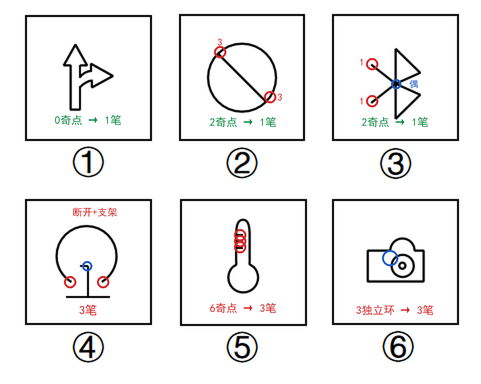 0奇点 → 1笔
①
3
3
2奇点 → 1笔
②
1
偶
1
2奇点 → 1笔
③
断开+支架
3笔
④
6奇点 → 3笔
⑤
3独立环 → 3笔
⑥